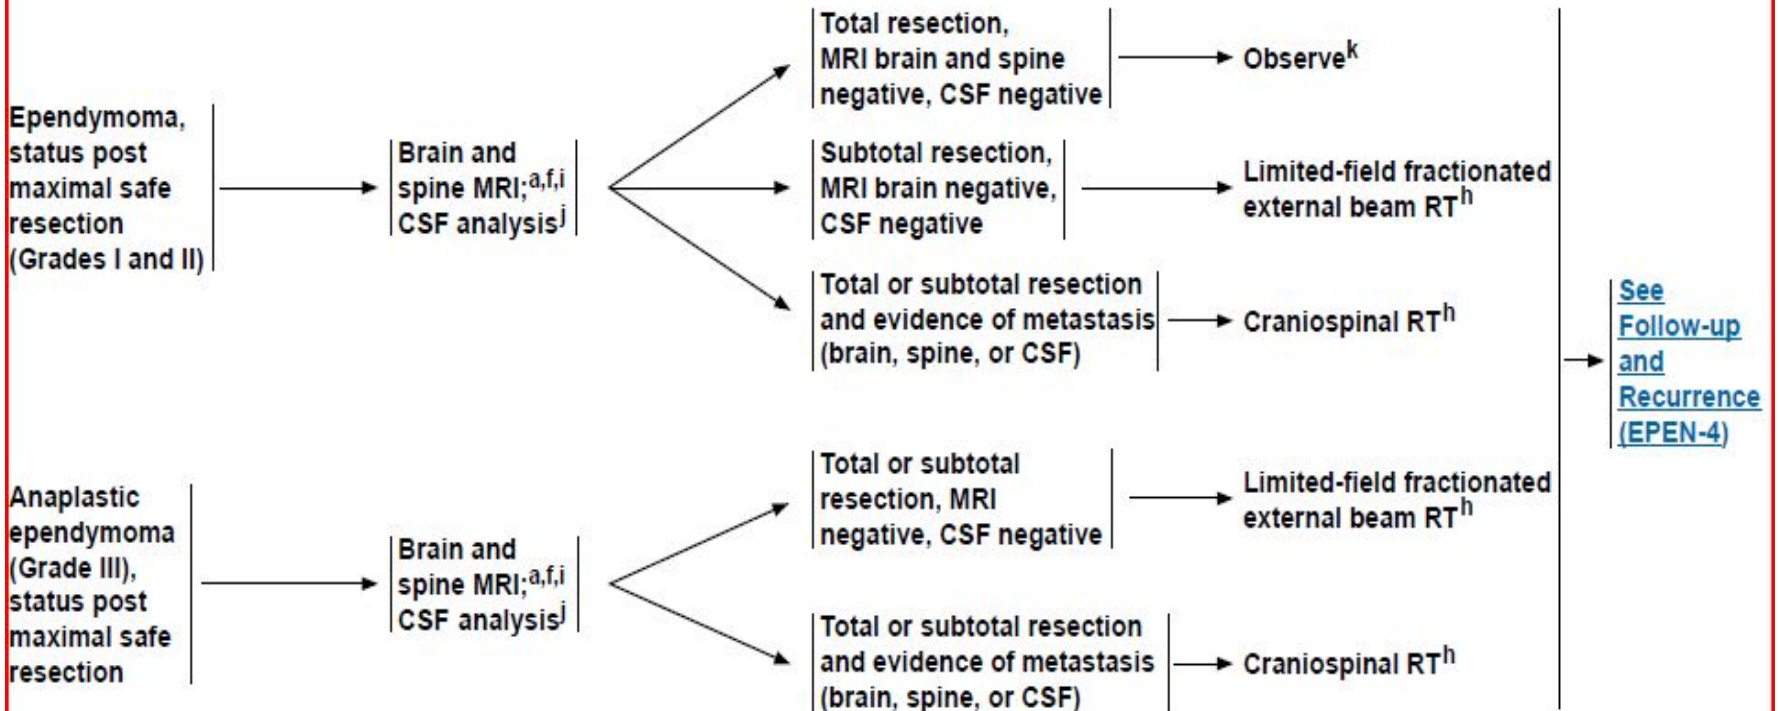 Ependymoma,
status post
maximal safe
resection
(Grades I and II)
Brain and
spine MRI;a,f,i
CSF analysisj
Total resection,
MRI brain and spine
negative, CSF negative
Observek
Subtotal resection,
MRI brain negative,
CSF negative
Limited-field fractionated
external beam RTh
Total or subtotal resection
and evidence of metastasis
(brain, spine, or CSF)
Craniospinal RTh
Anaplastic
ependymoma
(Grade III),
status post
maximal safe
resection
Brain and
spine MRI;a,f,i
CSF analysisj
Total or subtotal
resection, MRI
negative, CSF negative
Limited-field fractionated
external beam RTh
Total or subtotal resection
and evidence of metastasis
(brain, spine, or CSF)
Craniospinal RTh
See
Follow-up
and
Recurrence
(EPEN-4)